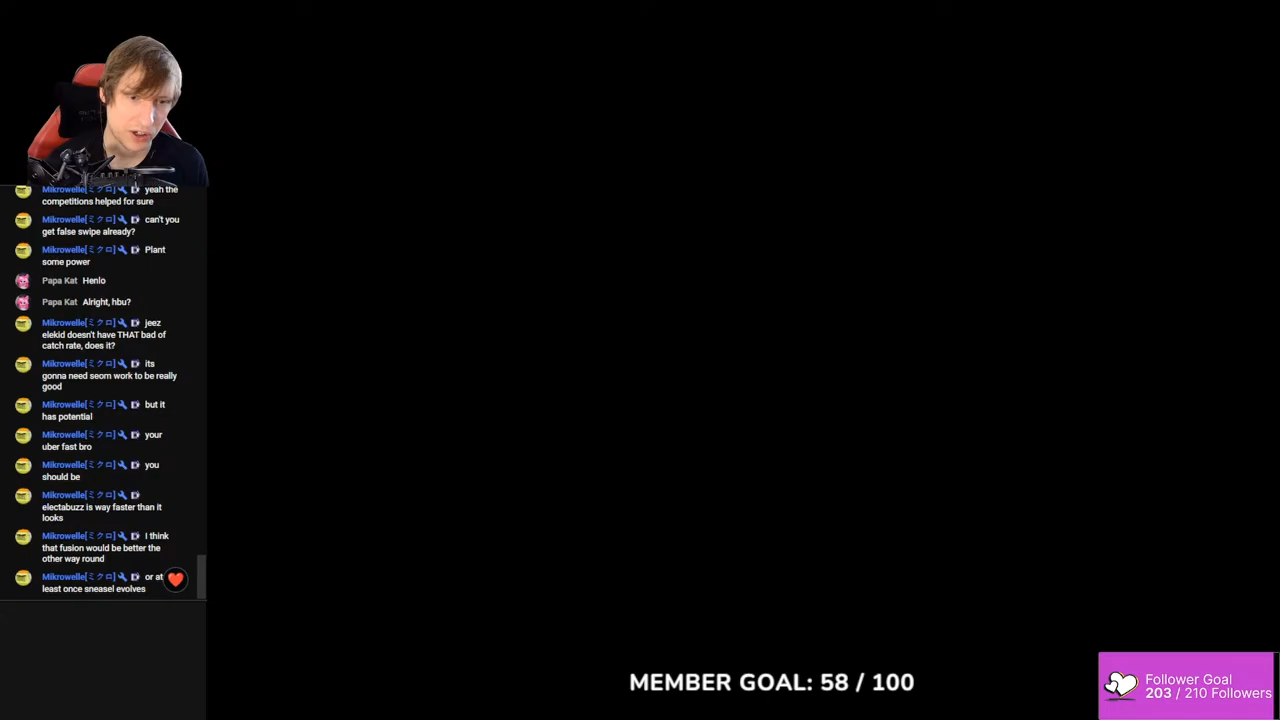 Mikrowelle[ミクロ] yeah the
competitions helped for sure
Mikrowelle[ミクロ] can't you
get false swipe already?
Mikrowelle[ミクロ] Plant
some power
Papa Kat Henlo
Papa Kat Alright, hbu?
Mikrowelle[ミクロ] jeez
elekid doesn't have THAT bad of
catch rate, does it?
Mikrowelle[ミクロ] its
gonna need seom work to be really
good
Mikrowelle[ミクロ] but it
has potential
Mikrowelle[ミクロ] your
uber fast bro
Mikrowelle[ミクロ] you
should be
Mikrowelle[ミクロ]
electabuzz is way faster than it
looks
Mikrowelle[ミクロ] I think
that fusion would be better the
other way round
Mikrowelle[ミクロ] or at
least once sneasel evolves
MEMBER GOAL: 58 / 100
Follower Goal
203 / 210 Followers